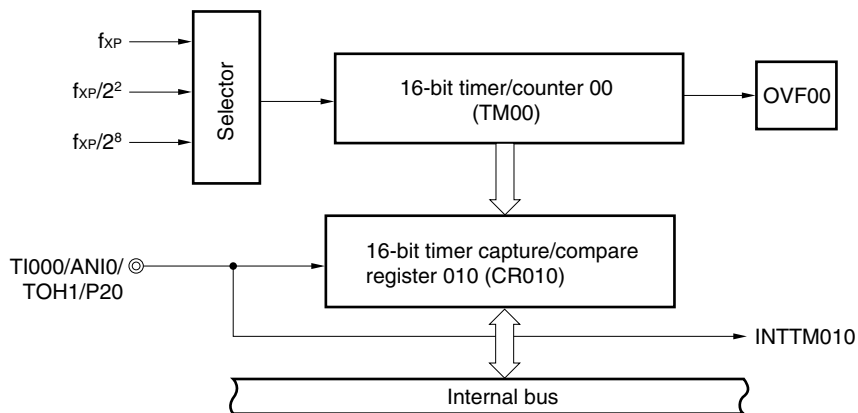 fXP
fXP/2²
fXP/2⁸
Selector
16-bit timer/counter 00
(TM00)
OVF00
16-bit timer capture/compare
register 010 (CR010)
TI000/ANI0/
TOH1/P20
INTTM010
Internal bus